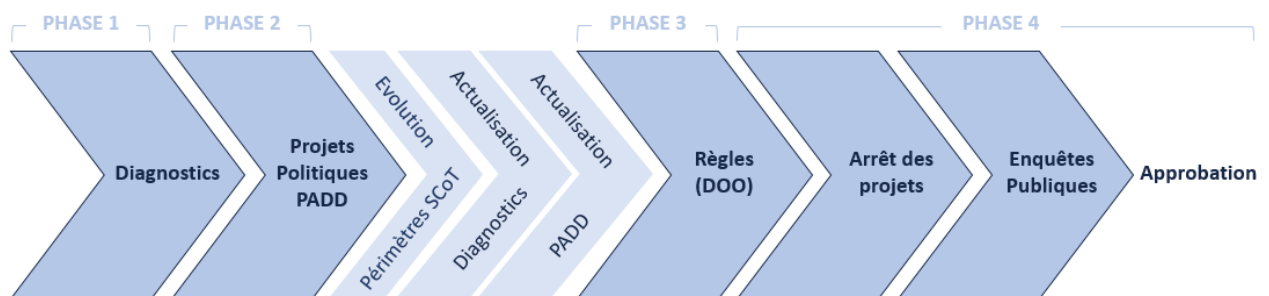 PHASE 1
PHASE 2
PHASE 3
PHASE 4
Diagnostics
Projets
Politiques
PADD
Evolution
Périmètres SCoT
Actualisation
Diagnostics
Actualisation
PADD
Règles
(DOO)
Arrêt des
projets
Enquêtes
Publiques
Approbation